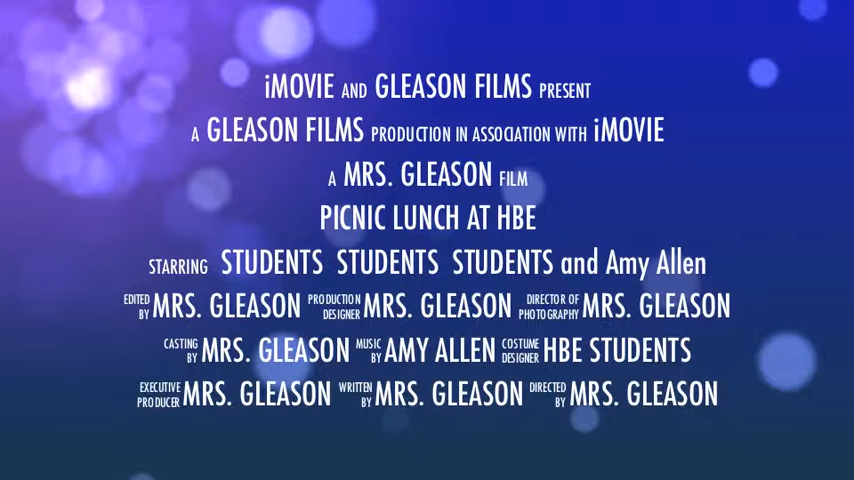 iMOVIE AND GLEASON FILMS PRESENT
A GLEASON FILMS PRODUCTION IN ASSOCIATION WITH iMOVIE
A MRS. GLEASON FILM
PICNIC LUNCH AT HBE
STARRING STUDENTS STUDENTS STUDENTS and Amy Allen
EDITED BY MRS. GLEASON PRODUCTION DESIGNER MRS. GLEASON DIRECTOR OF PHOTOGRAPHY MRS. GLEASON
CASTING BY MRS. GLEASON MUSIC BY AMY ALLEN COSTUME DESIGNER HBE STUDENTS
EXECUTIVE PRODUCER MRS. GLEASON WRITTEN BY MRS. GLEASON DIRECTED BY MRS. GLEASON